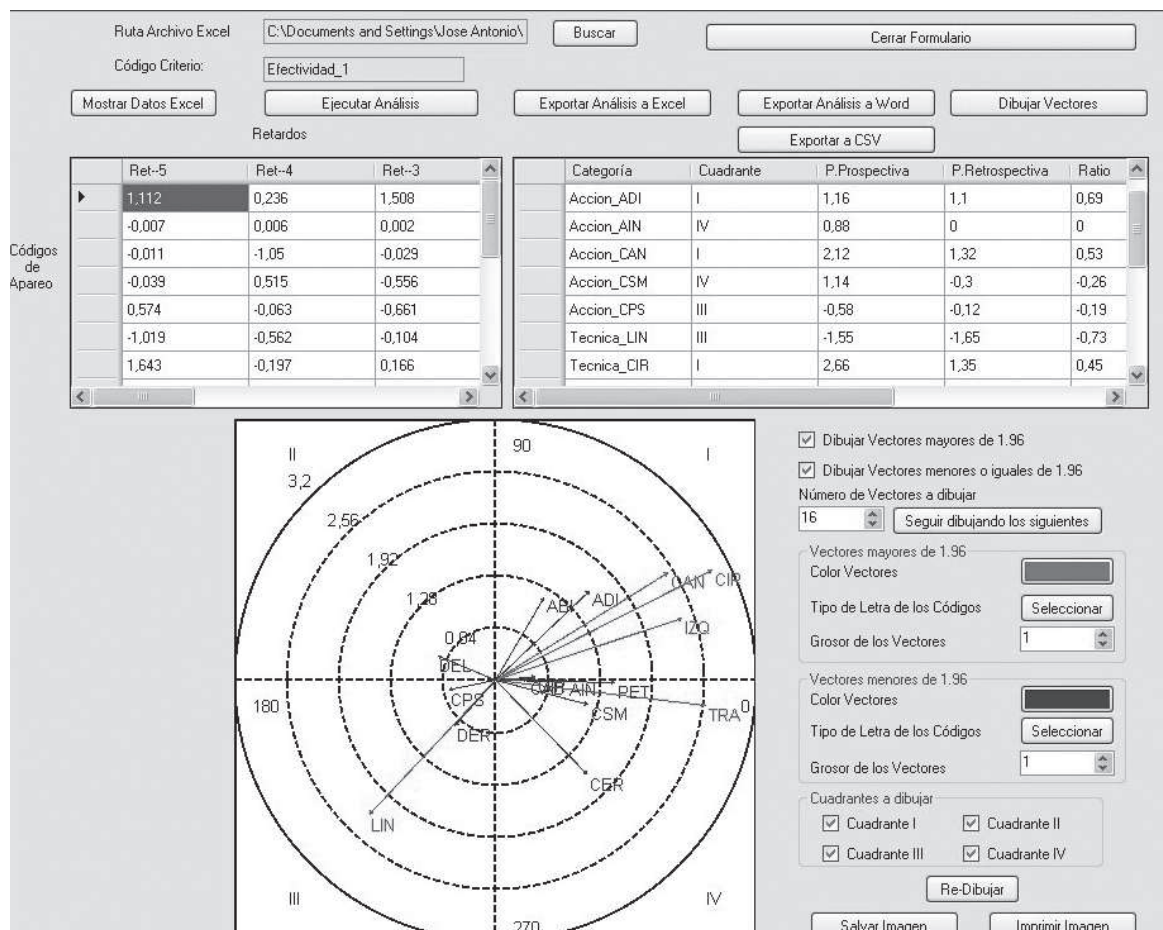 Ruta Archivo Excel C:\Documents and Settings\Jose Antonio\ Buscar Cerrar Formulario
Código Criterio: Efectividad_1
Mostrar Datos Excel Ejecutar Análisis Exportar Análisis a Excel Exportar Análisis a Word Dibujar Vectores
Retardos Exportar a CSV
Ret--5 Ret--4 Ret--3
1,112 0,236 1,508
-0,007 0,006 0,002
-0,011 -1,05 -0,029
-0,039 0,515 -0,556
0,574 -0,063 -0,661
-1,019 -0,562 -0,104
1,643 -0,197 0,166
Códigos
de
Apareo
Categoría Cuadrante P.Prospectiva P.Retrospectiva Ratio
Accion_ADI I 1,16 1,1 0,69
Accion_AIN IV 0,88 0 0
Accion_CAN I 2,12 1,32 0,53
Accion_CSM IV 1,14 -0,3 -0,26
Accion_CPS III -0,58 -0,12 -0,19
Tecnica_LIN III -1,55 -1,65 -0,73
Tecnica_CIR I 2,66 1,35 0,45
II 90 I
3,2
2,56
1,92
1,28
0,64
CAN CIR
ABI ADI
IZQ
DEL
CPS
AIN PET
180 CSM TRA 0
DER
CER
LIN
III IV
270
Dibujar Vectores mayores de 1.96
Dibujar Vectores menores o iguales de 1.96
Número de Vectores a dibujar
16 Seguir dibujando los siguientes
Vectores mayores de 1.96
Color Vectores
Tipo de Letra de los Códigos Seleccionar
Grosor de los Vectores 1
Vectores menores de 1.96
Color Vectores
Tipo de Letra de los Códigos Seleccionar
Grosor de los Vectores 1
Cuadrantes a dibujar
Cuadrante I Cuadrante II
Cuadrante III Cuadrante IV
Re-Dibujar
Salvar Imagen Imprimir Imagen